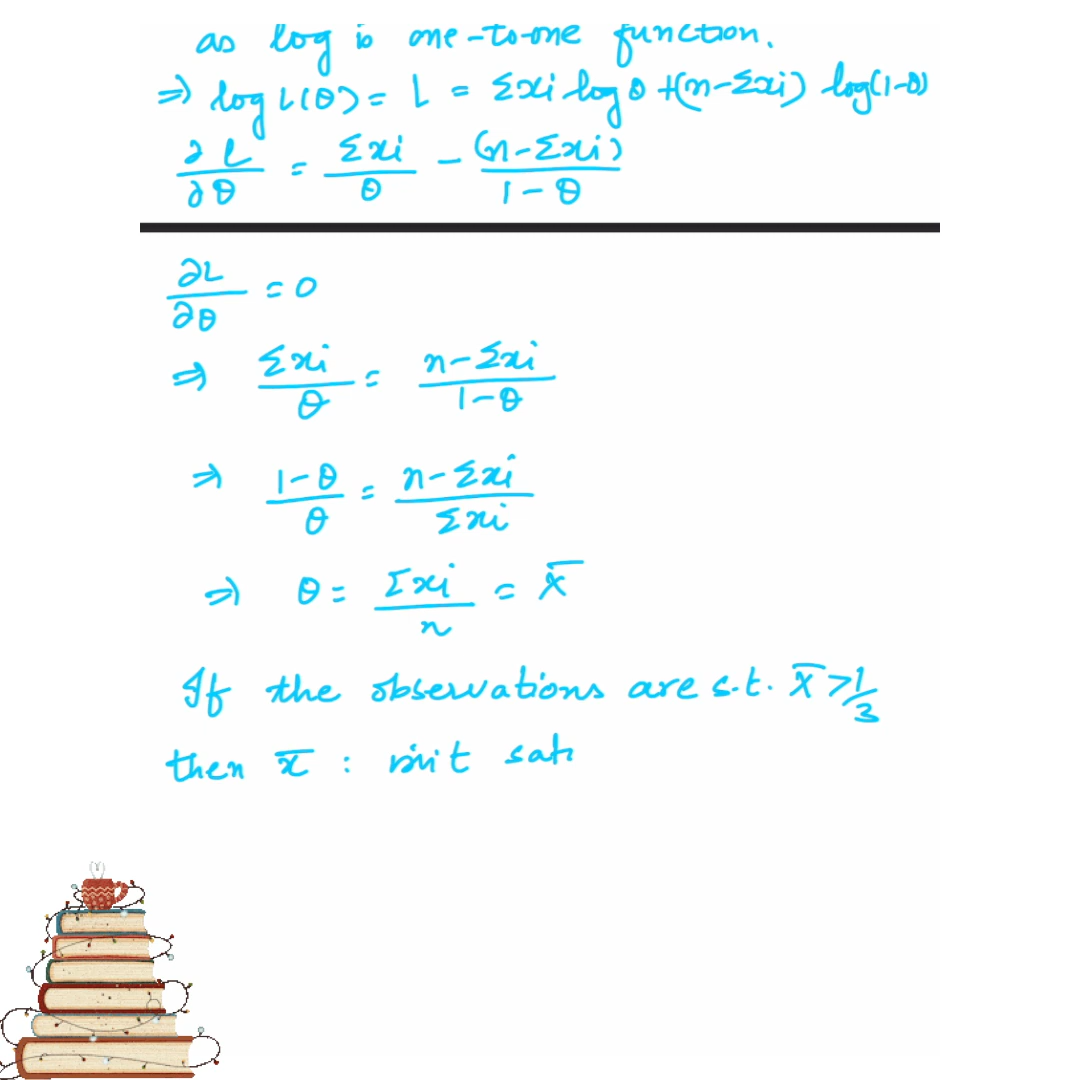 as log is one-to-one function.
⇒ log L(θ) = L = Σxi log θ + (n-Σxi) log(1-θ)
∂L/∂θ = Σxi/θ - (n-Σxi)/1-θ
∂L/∂θ = 0
⇒ Σxi/θ = n-Σxi/1-θ
⇒ 1-θ/θ = n-Σxi/Σxi
⇒ θ = Σxi/n = x̄
If the observations are s.t. x̄ > 1/3
then x̄ :